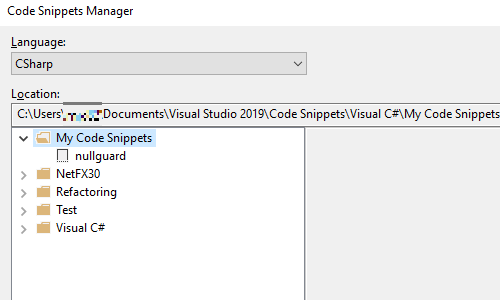 Code Snippets Manager
Language:
CSharp
Location:
C:\Users\ Documents\Visual Studio 2019\Code Snippets\Visual C#\My Code Snippets
My Code Snippets
nullguard
NetFX30
Refactoring
Test
Visual C#